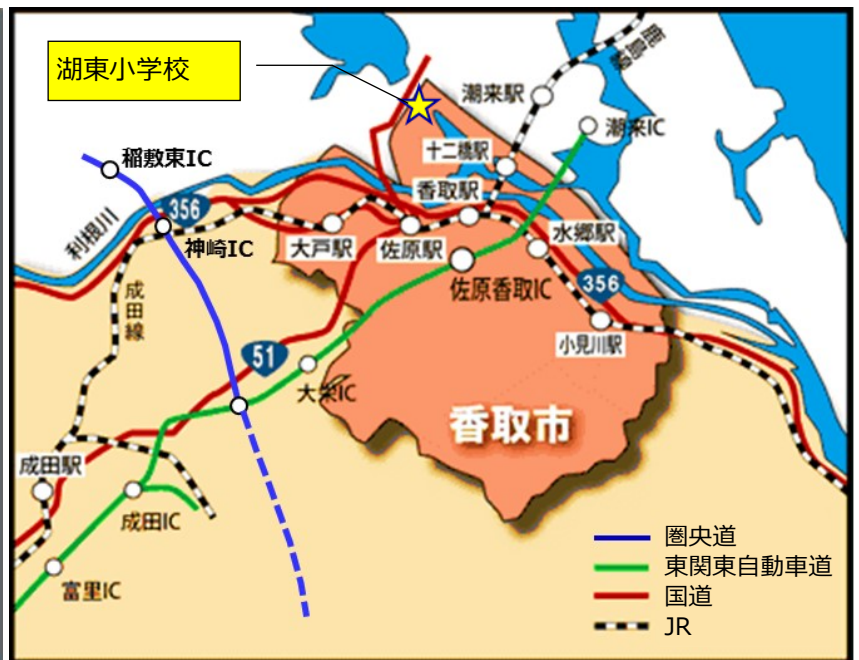 湖東小学校
鹿島線
潮来駅
潮来IC
稲敷東IC
十二橋駅
356
香取駅
利根川
神崎IC
大戸駅
佐原駅
水郷駅
成田線
佐原香取IC
356
51
小見川駅
大栄IC
香取市
成田駅
成田IC
富里IC
圏央道
東関東自動車道
国道
JR